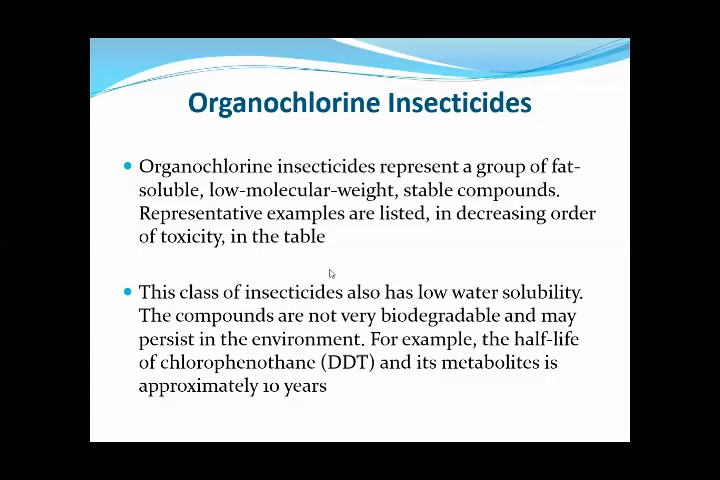 Organochlorine Insecticides
• Organochlorine insecticides represent a group of fat-
soluble, low-molecular-weight, stable compounds.
Representative examples are listed, in decreasing order
of toxicity, in the table
• This class of insecticides also has low water solubility.
The compounds are not very biodegradable and may
persist in the environment. For example, the half-life
of chlorophenothane (DDT) and its metabolites is
approximately 10 years